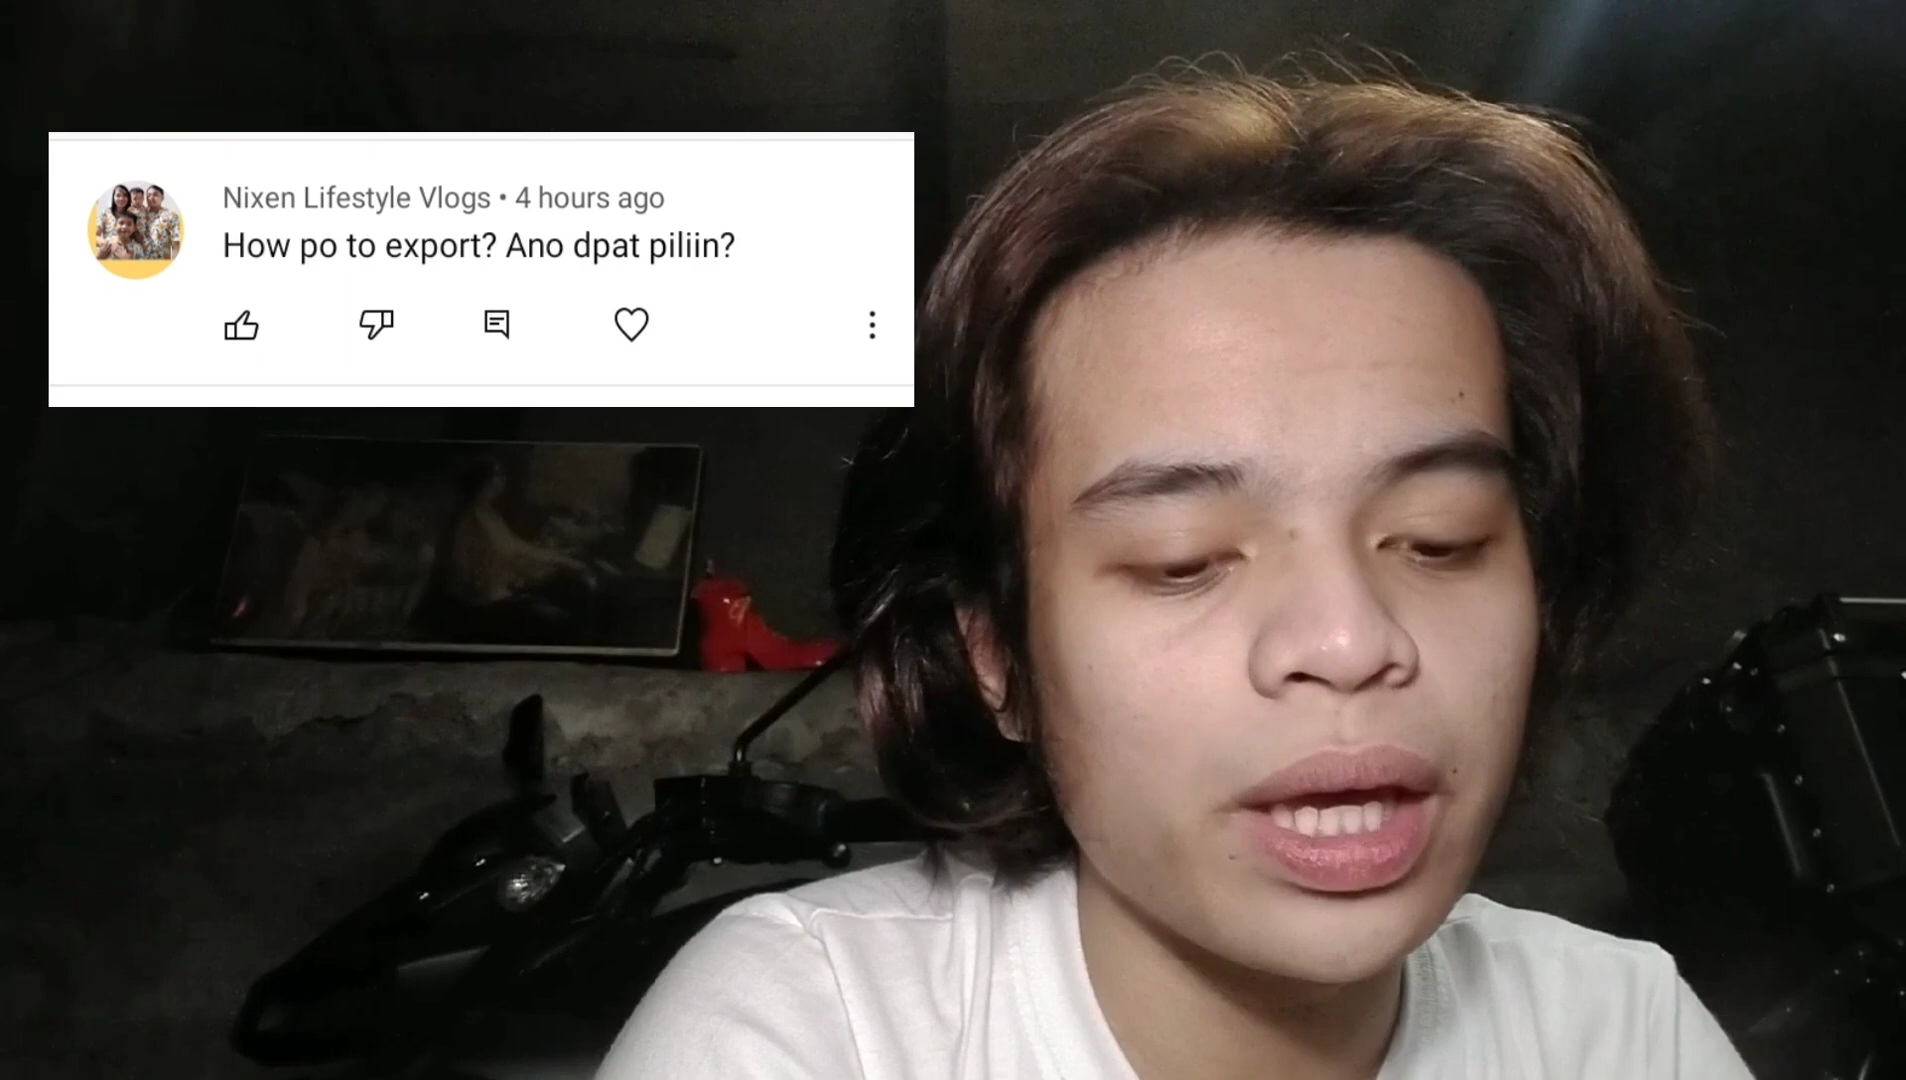 Nixen Lifestyle Vlogs • 4 hours ago
How po to export? Ano dpat piliin?